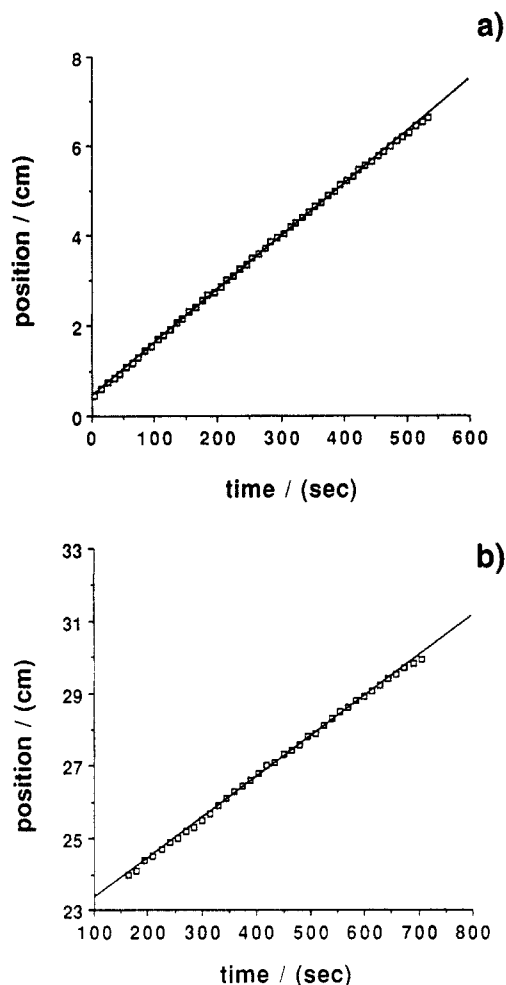 a)
8
6
4
2
0
position / (cm)
0 100 200 300 400 500 600
time / (sec)
b)
33
31
29
27
25
23
position / (cm)
100 200 300 400 500 600 700 800
time / (sec)